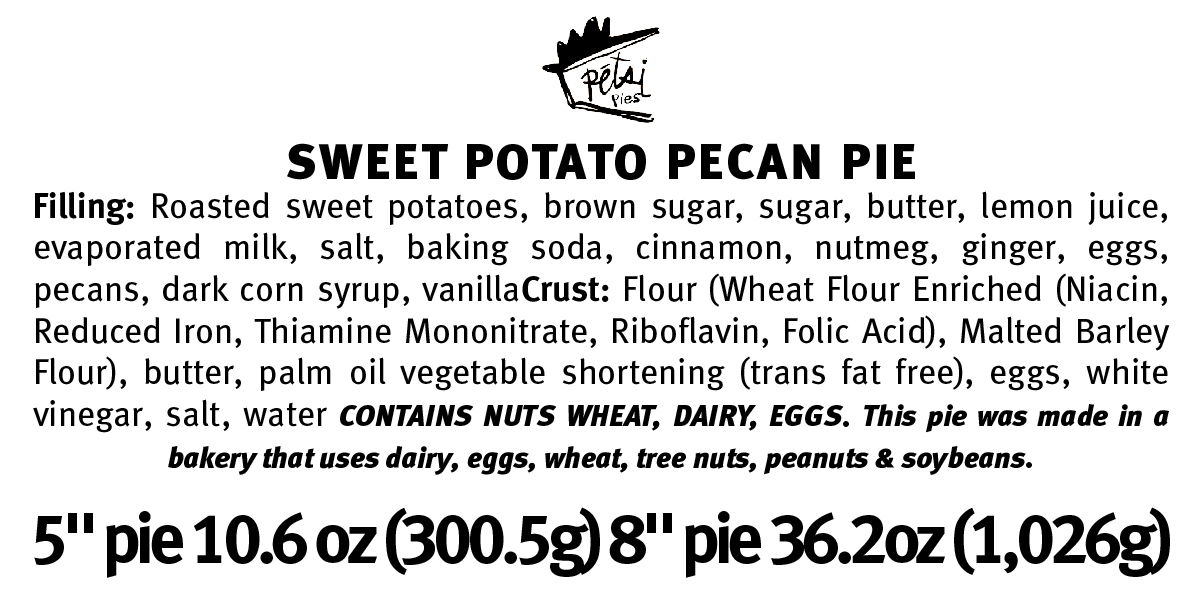 pétsi
pies
SWEET POTATO PECAN PIE
Filling: Roasted sweet potatoes, brown sugar, sugar, butter, lemon juice,
evaporated milk, salt, baking soda, cinnamon, nutmeg, ginger, eggs,
pecans, dark corn syrup, vanillaCrust: Flour (Wheat Flour Enriched (Niacin,
Reduced Iron, Thiamine Mononitrate, Riboflavin, Folic Acid), Malted Barley
Flour), butter, palm oil vegetable shortening (trans fat free), eggs, white
vinegar, salt, water CONTAINS NUTS WHEAT, DAIRY, EGGS. This pie was made in a
bakery that uses dairy, eggs, wheat, tree nuts, peanuts & soybeans.
5" pie 10.6 oz (300.5g) 8" pie 36.2oz (1,026g)